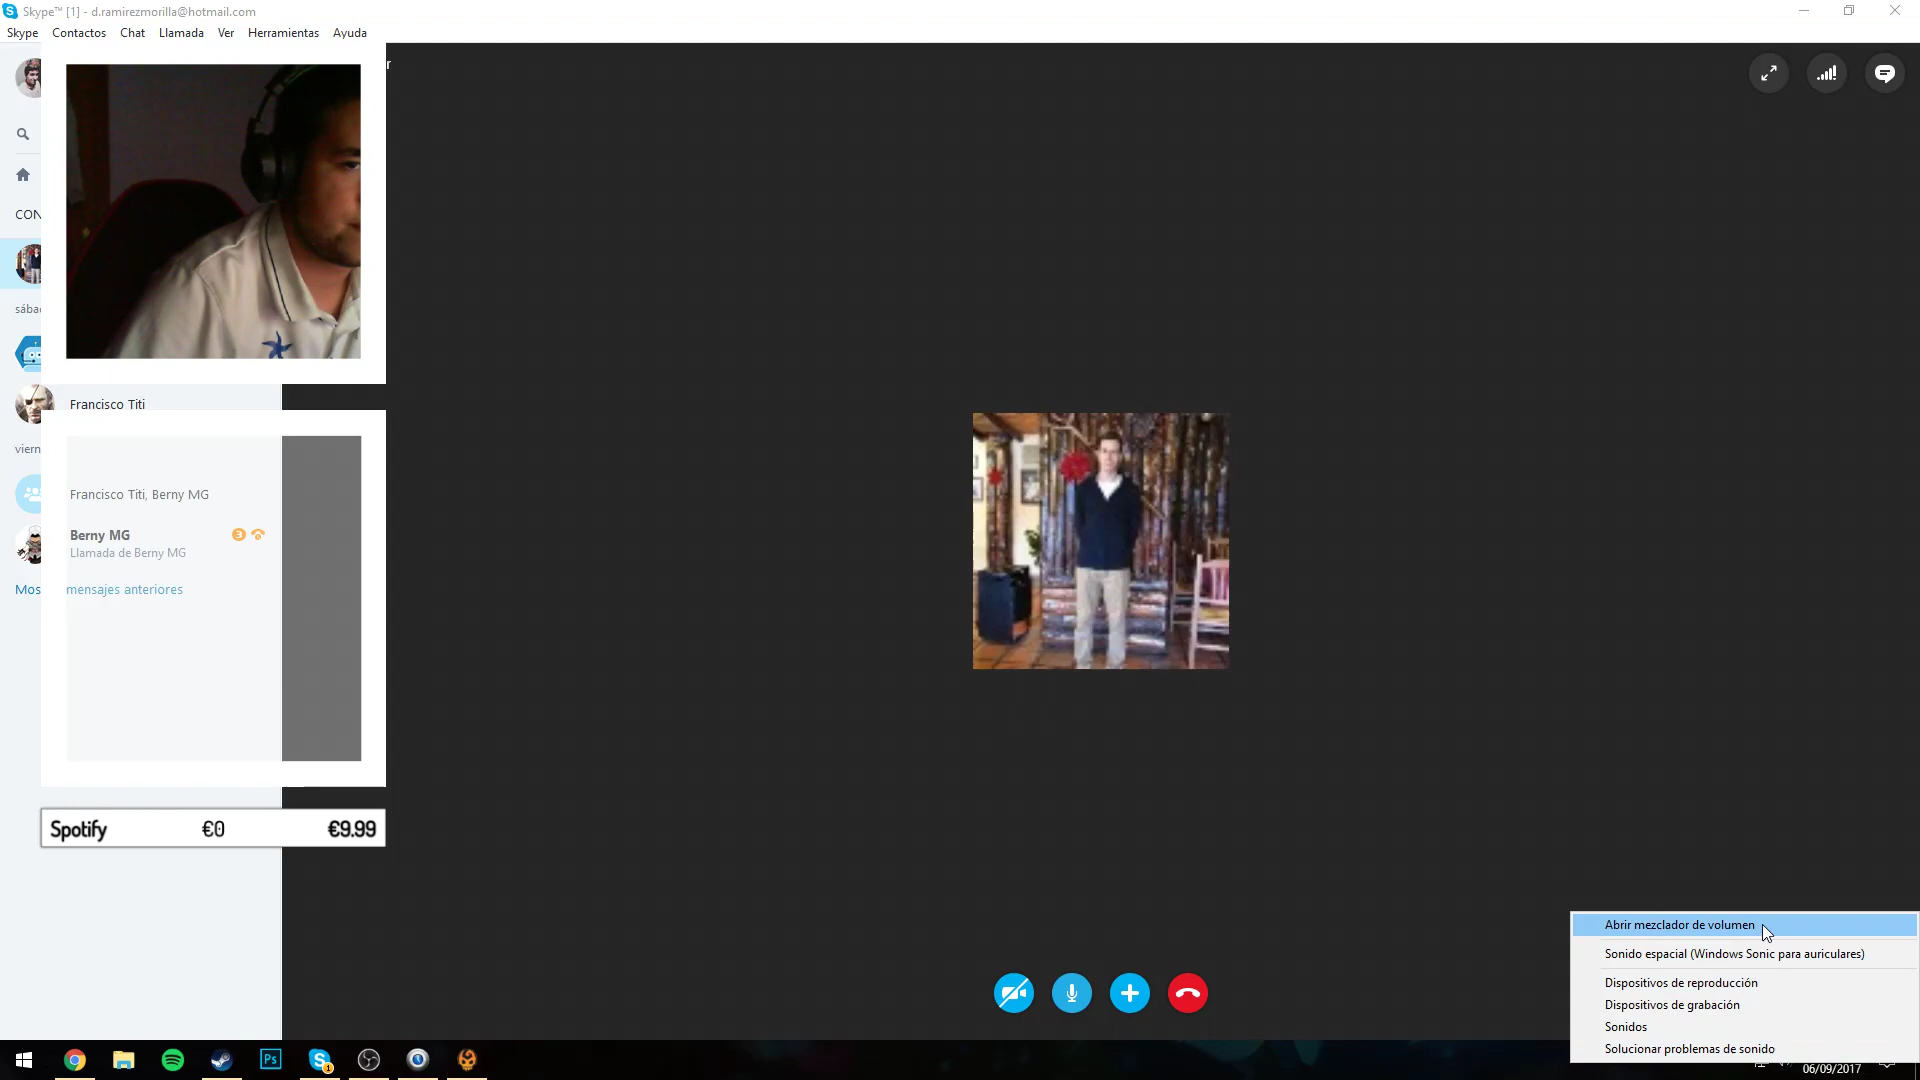 Skype™ [1] - d.ramirezmorilla@hotmail.com
Skype Contactos Chat Llamada Ver Herramientas Ayuda
r
CON
sába
Francisco Titi
viern
Francisco Titi, Berny MG
Berny MG 3
Llamada de Berny MG
Mos mensajes anteriores
Spotify €0 €9.99
Abrir mezclador de volumen
Sonido espacial (Windows Sonic para auriculares)
Dispositivos de reproducción
Dispositivos de grabación
Sonidos
Solucionar problemas de sonido
Ps
1
06/09/2017